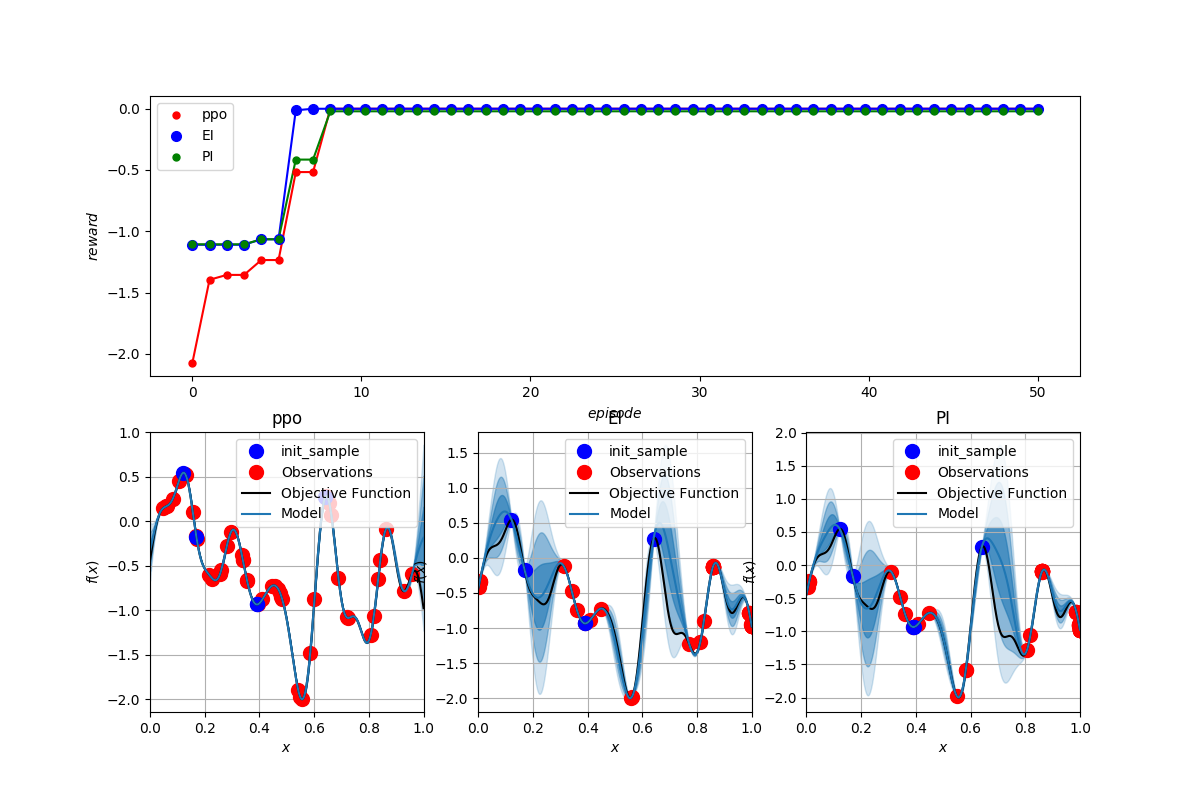 0.0
−0.5
−1.0
−1.5
−2.0
reward
ppo
EI
PI
0 10 20 30 40 50
episode
ppo
1.0
0.5
0.0
−0.5
−1.0
−1.5
−2.0
f(x)
init_sample
Observations
Objective Function
Model
0.0 0.2 0.4 0.6 0.8 1.0
x
EI
1.5
1.0
0.5
0.0
−0.5
−1.0
−1.5
−2.0
f(x)
init_sample
Observations
Objective Function
Model
0.0 0.2 0.4 0.6 0.8 1.0
x
PI
2.0
1.5
1.0
0.5
0.0
−0.5
−1.0
−1.5
−2.0
f(x)
init_sample
Observations
Objective Function
Model
0.0 0.2 0.4 0.6 0.8 1.0
x